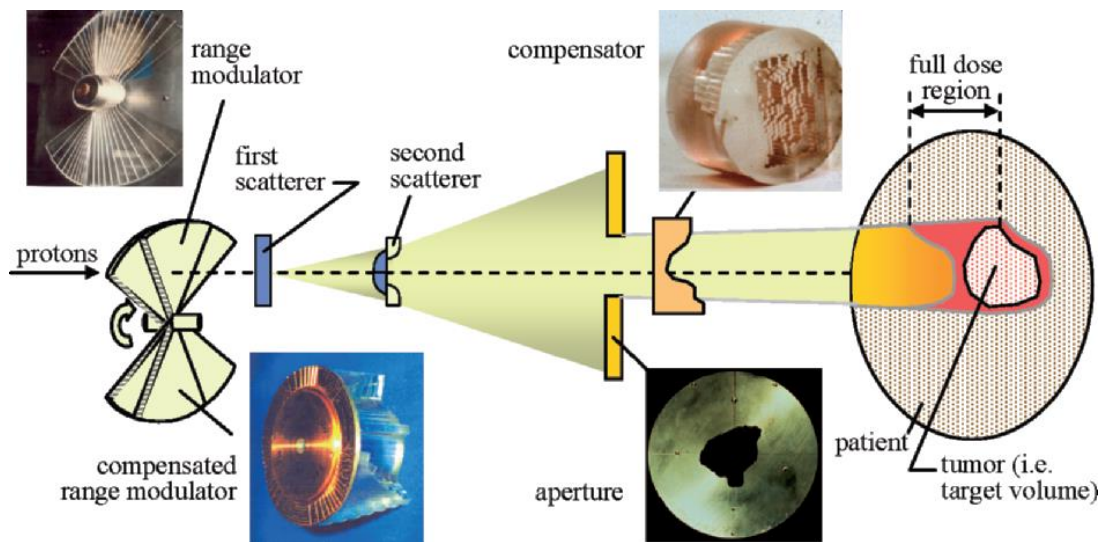 range
modulator
compensator
full dose
region
first
scatterer
second
scatterer
protons
compensated
range modulator
aperture
patient
tumor (i.e.
target volume)